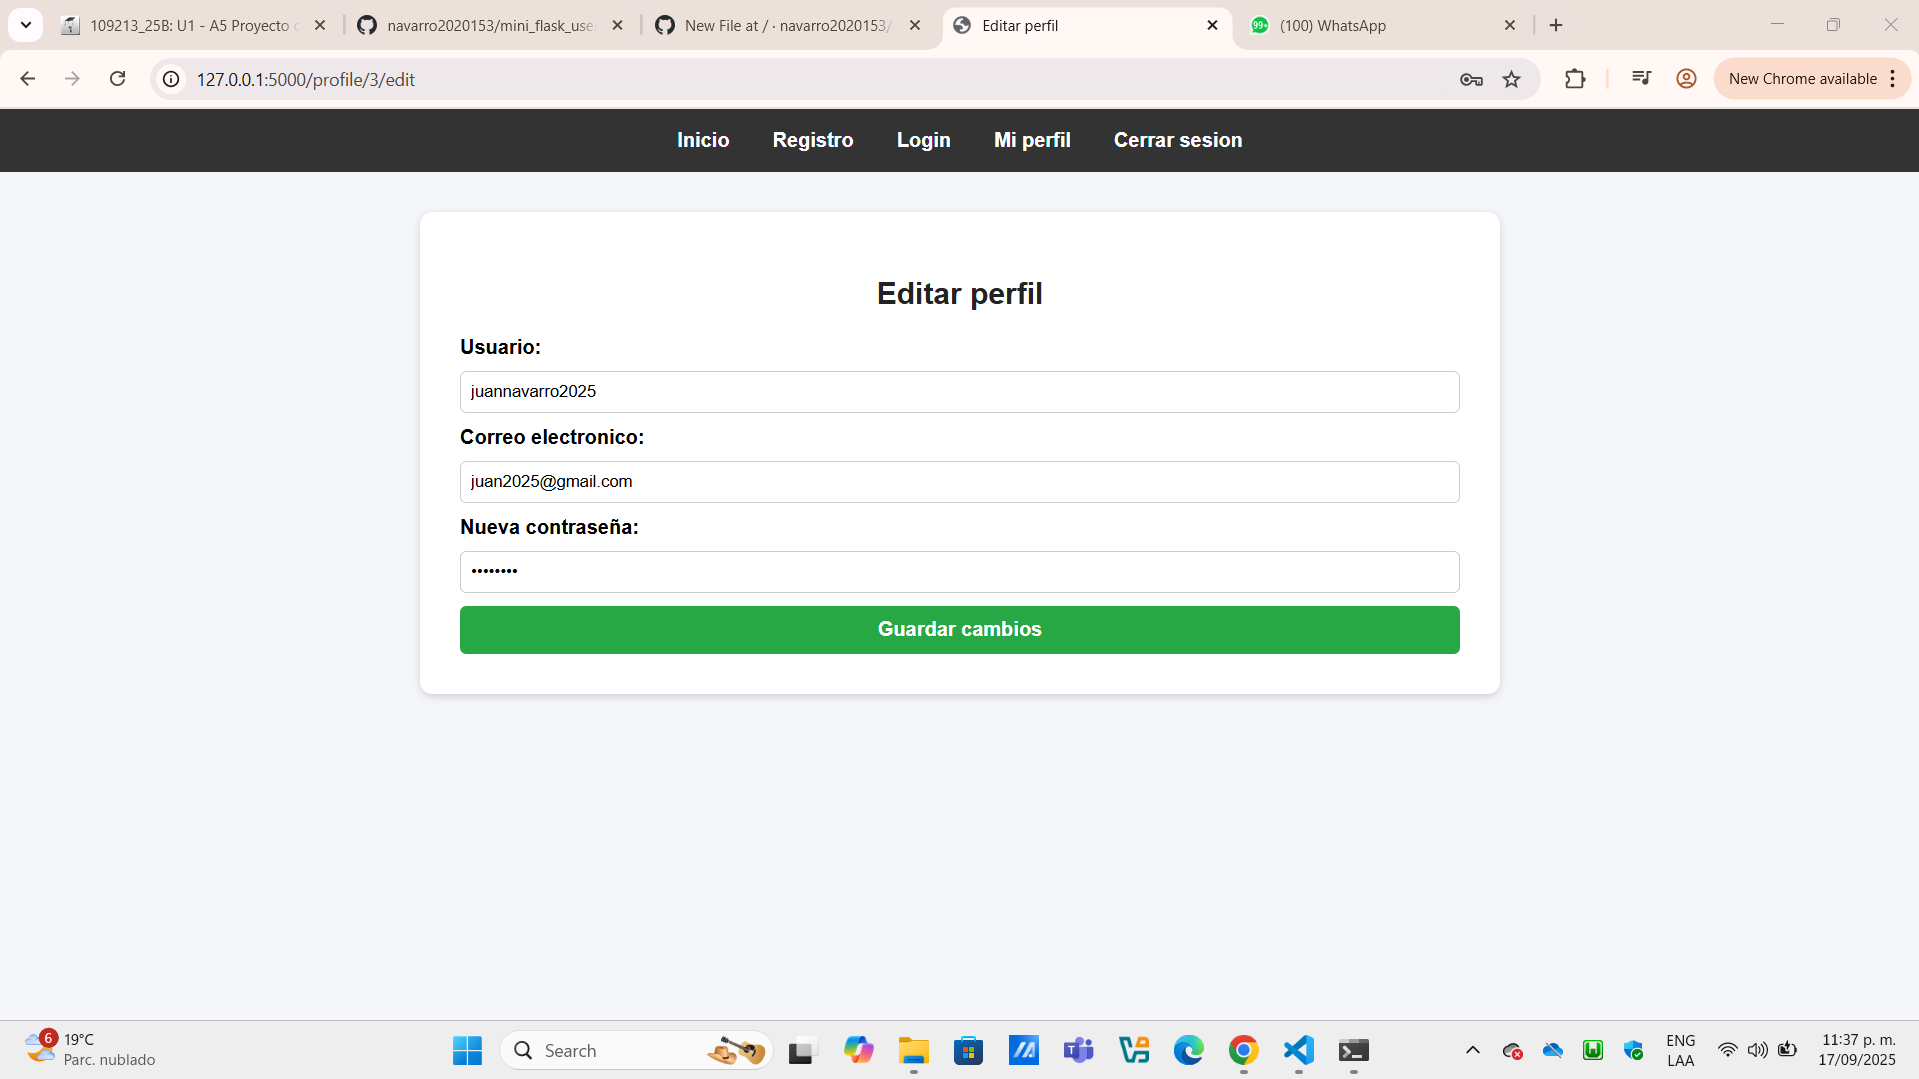 109213_25B: U1 - A5 Proyecto
navarro2020153/mini_flask_use
New File at / · navarro2020153/
Editar perfil
99+
(100) WhatsApp
127.0.0.1:5000/profile/3/edit
New Chrome available
Inicio
Registro
Login
Mi perfil
Cerrar sesion
Editar perfil
Usuario:
juannavarro2025
Correo electronico:
juan2025@gmail.com
Nueva contraseña:
••••••••
Guardar cambios
6
19°C
Parc. nublado
Search
ENG
LAA
11:37 p. m.
17/09/2025